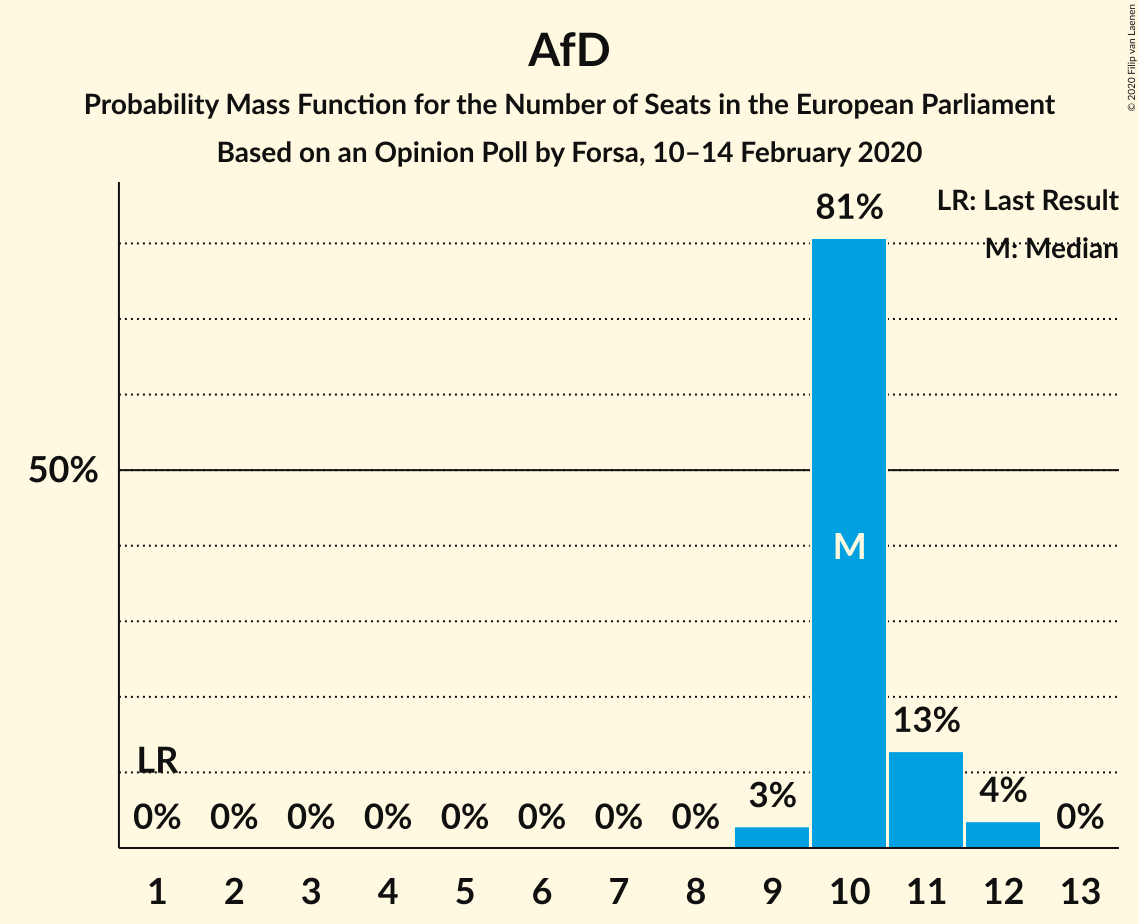 AfD
Probability Mass Function for the Number of Seats in the European Parliament
Based on an Opinion Poll by Forsa, 10–14 February 2020
© 2020 Filip van Laenen
LR: Last Result
M: Median
81%
50%
M
13%
LR
3%
4%
0% 0% 0% 0% 0% 0% 0% 0% 0%
1 2 3 4 5 6 7 8 9 10 11 12 13